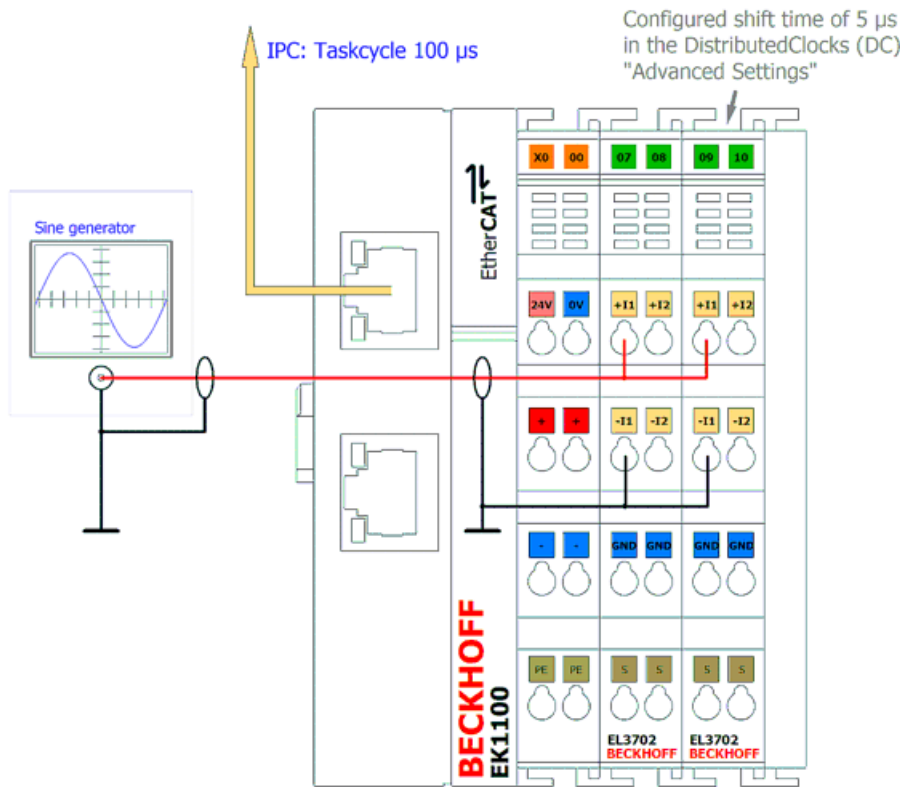 Configured shift time of 5 µs
in the DistributedClocks (DC)
"Advanced Settings"
IPC: Taskcycle 100 µs
Sine generator
EtherCAT
X0 00 07 08 09 10
24V 0V +I1 +I2 +I1 +I2
+ + -I1 -I2 -I1 -I2
- - GND GND GND GND
PE PE S S S S
BECKHOFF
EK1100
EL3702
BECKHOFF
EL3702
BECKHOFF